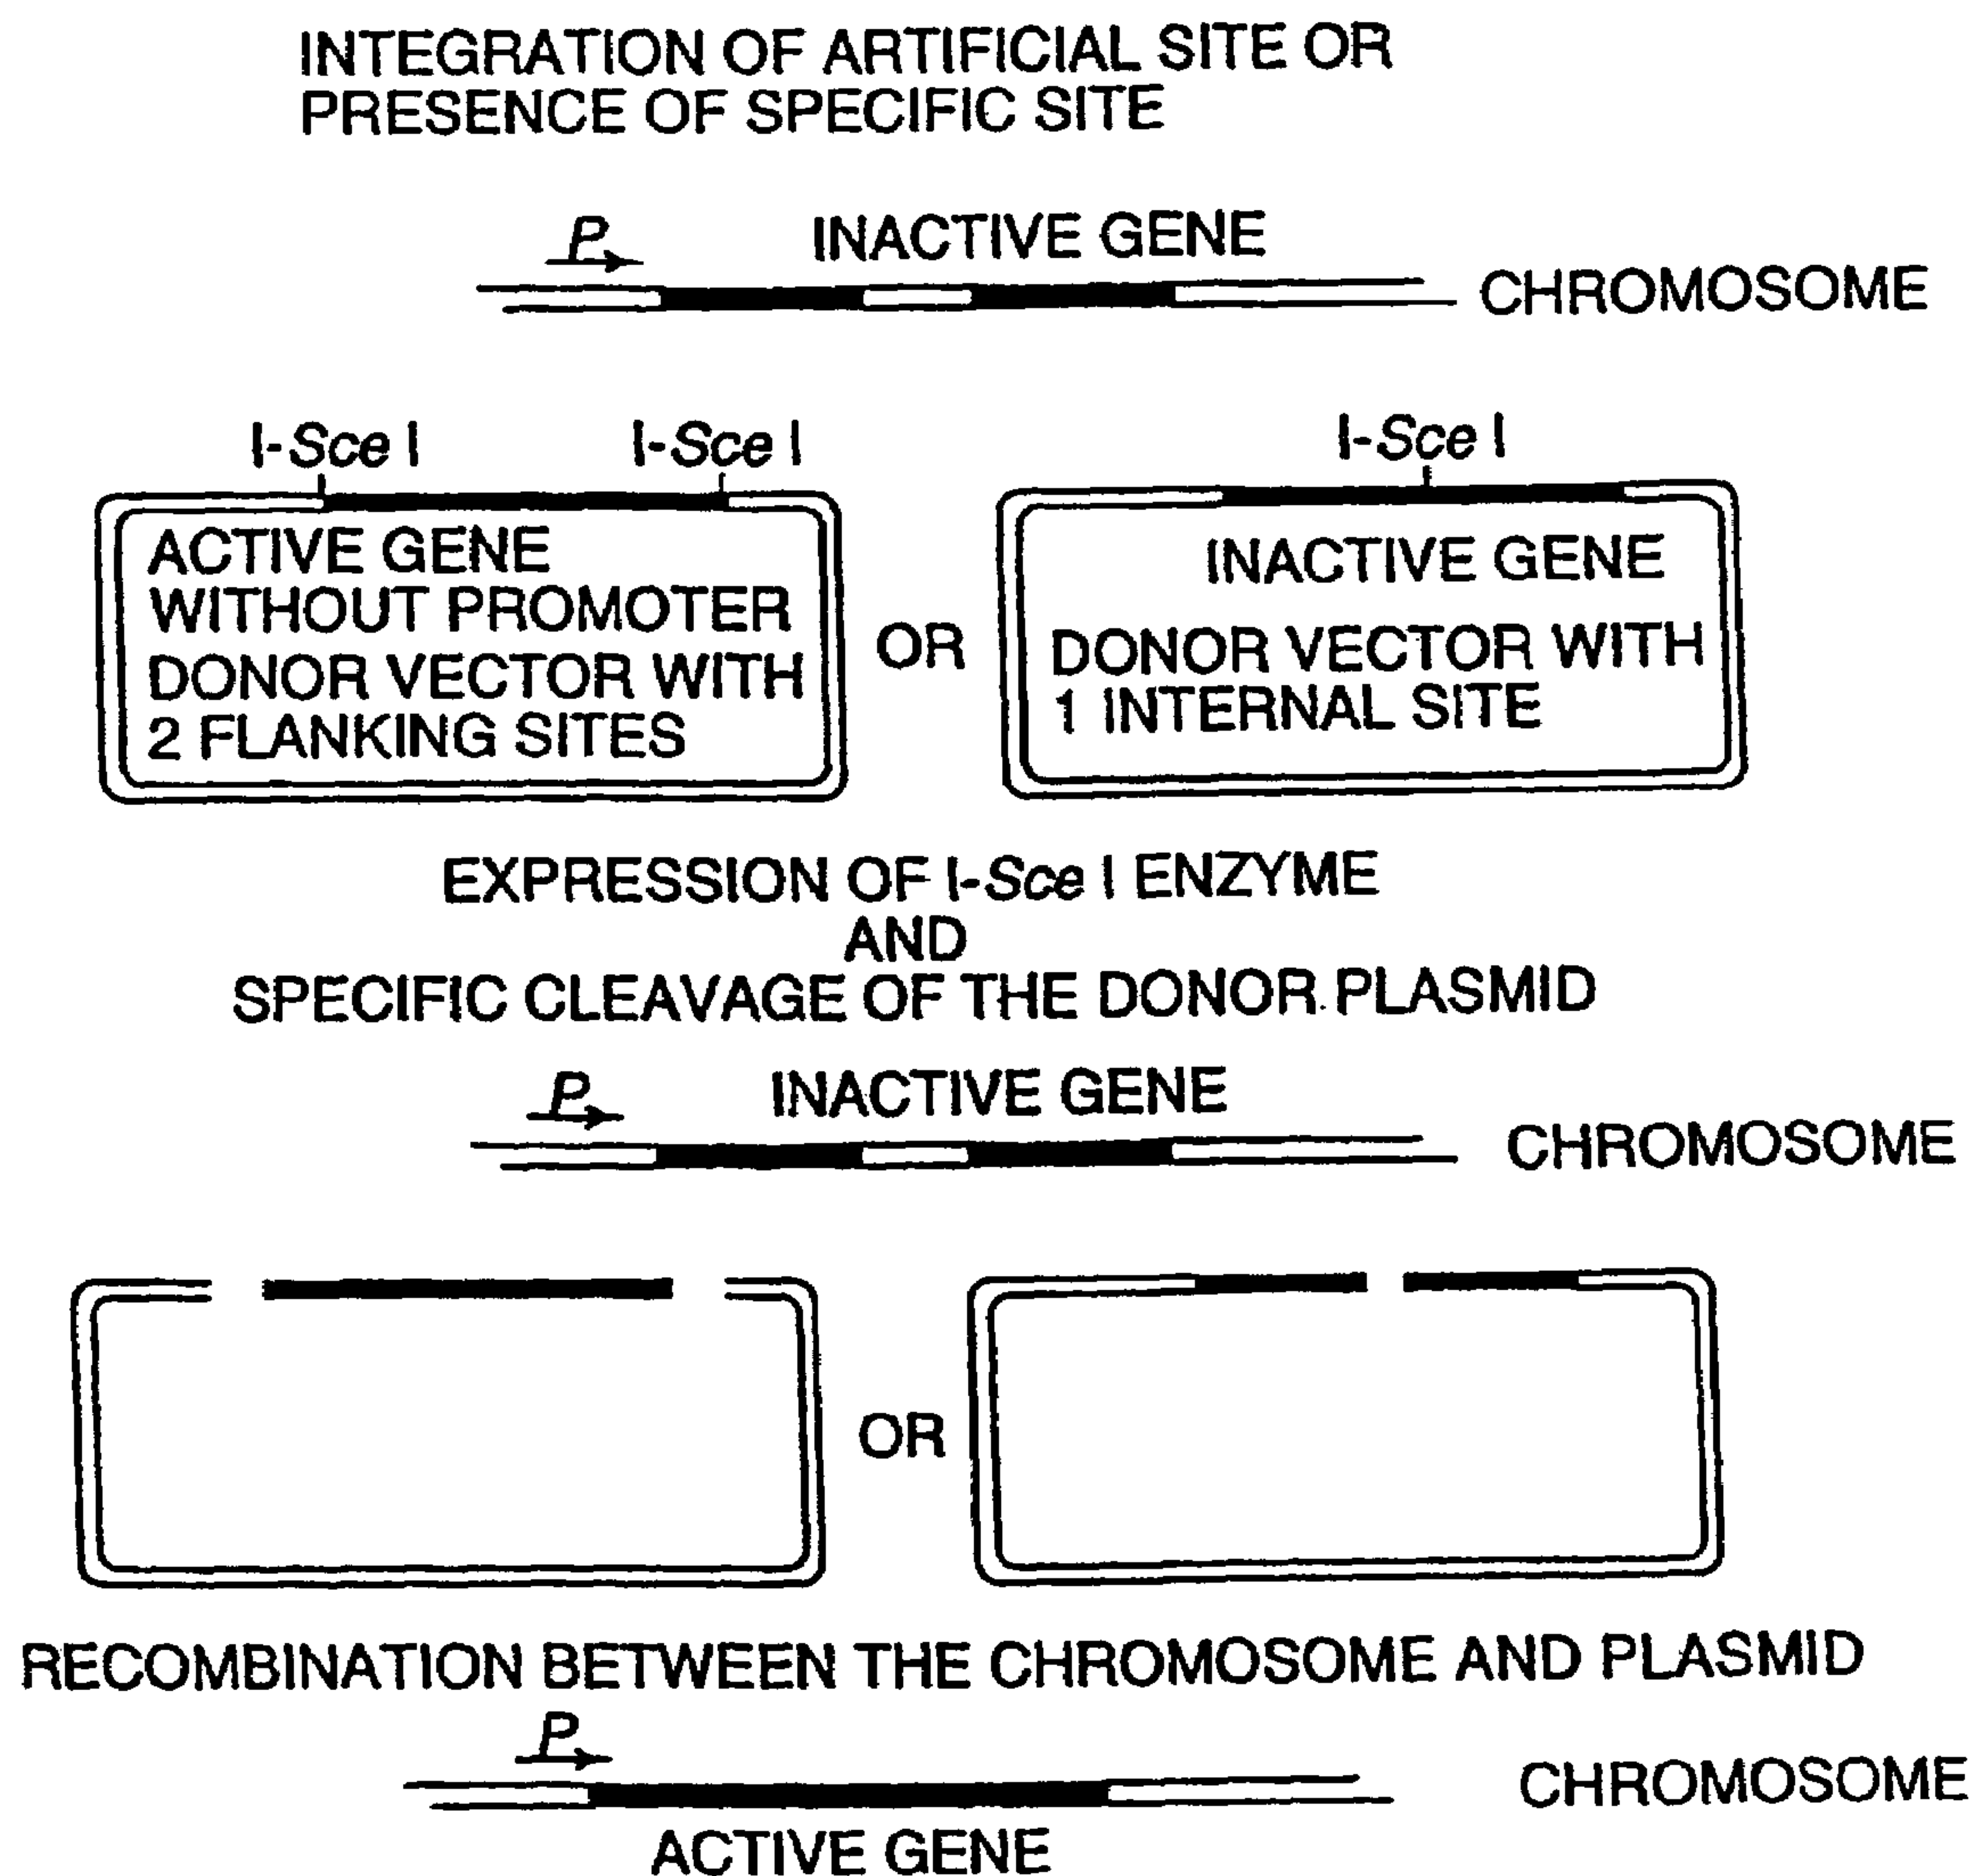 INTEGRATION OF ARTIFICIAL SITE OR
PRESENCE OF SPECIFIC SITE
P
INACTIVE GENE
CHROMOSOME
I-Sce I
I-Sce I
ACTIVE GENE
WITHOUT PROMOTER
DONOR VECTOR WITH
2 FLANKING SITES
OR
I-Sce I
INACTIVE GENE
DONOR VECTOR WITH
1 INTERNAL SITE
EXPRESSION OF I-Sce I ENZYME
AND
SPECIFIC CLEAVAGE OF THE DONOR PLASMID
P
INACTIVE GENE
CHROMOSOME
OR
RECOMBINATION BETWEEN THE CHROMOSOME AND PLASMID
P
CHROMOSOME
ACTIVE GENE